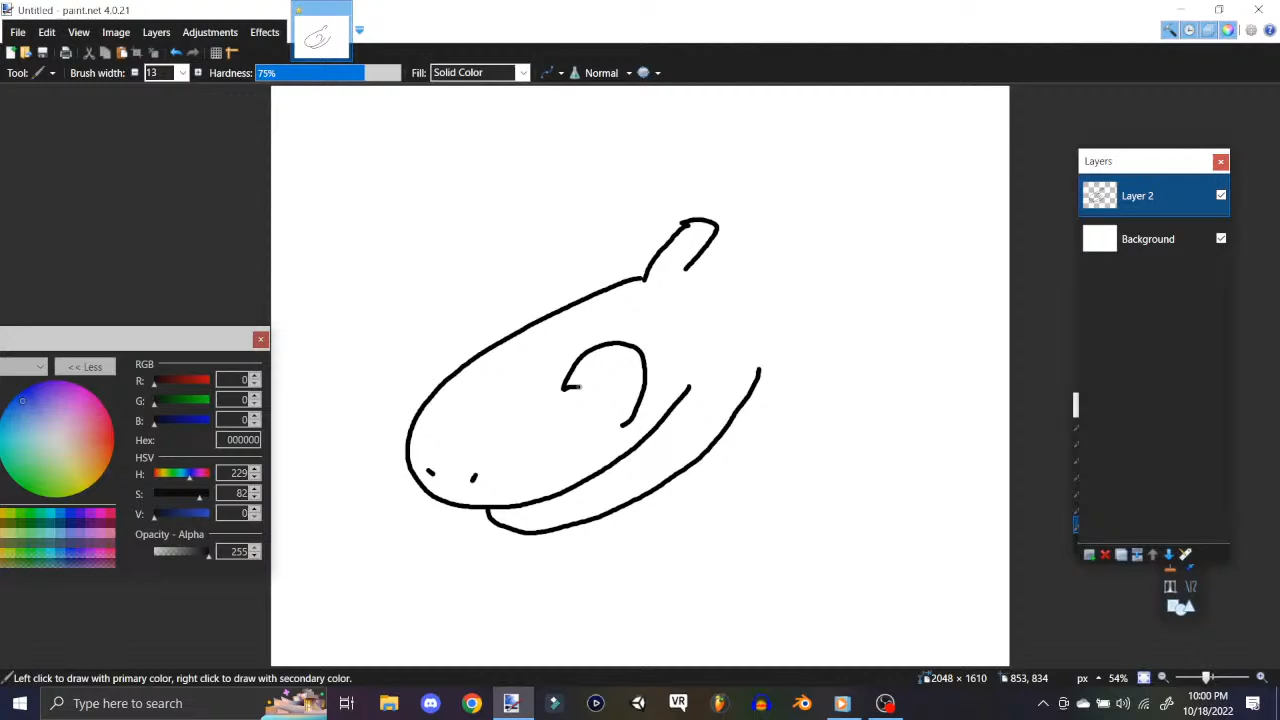 Untitled - paint.net 4.0.21
File Edit View Image Layers Adjustments Effects
Tool: Brush width: 13 Hardness: 75% Fill: Solid Color Normal
Layers
Layer 2
Background
<< Less
RGB
R: 0
G: 0
B: 0
Hex: 000000
HSV
H: 229
S: 82
V: 0
Opacity - Alpha
255
Left click to draw with primary color, right click to draw with secondary color.
2048 × 1610
853, 834
px
54%
Type here to search
VR
10:00 PM
10/18/2022